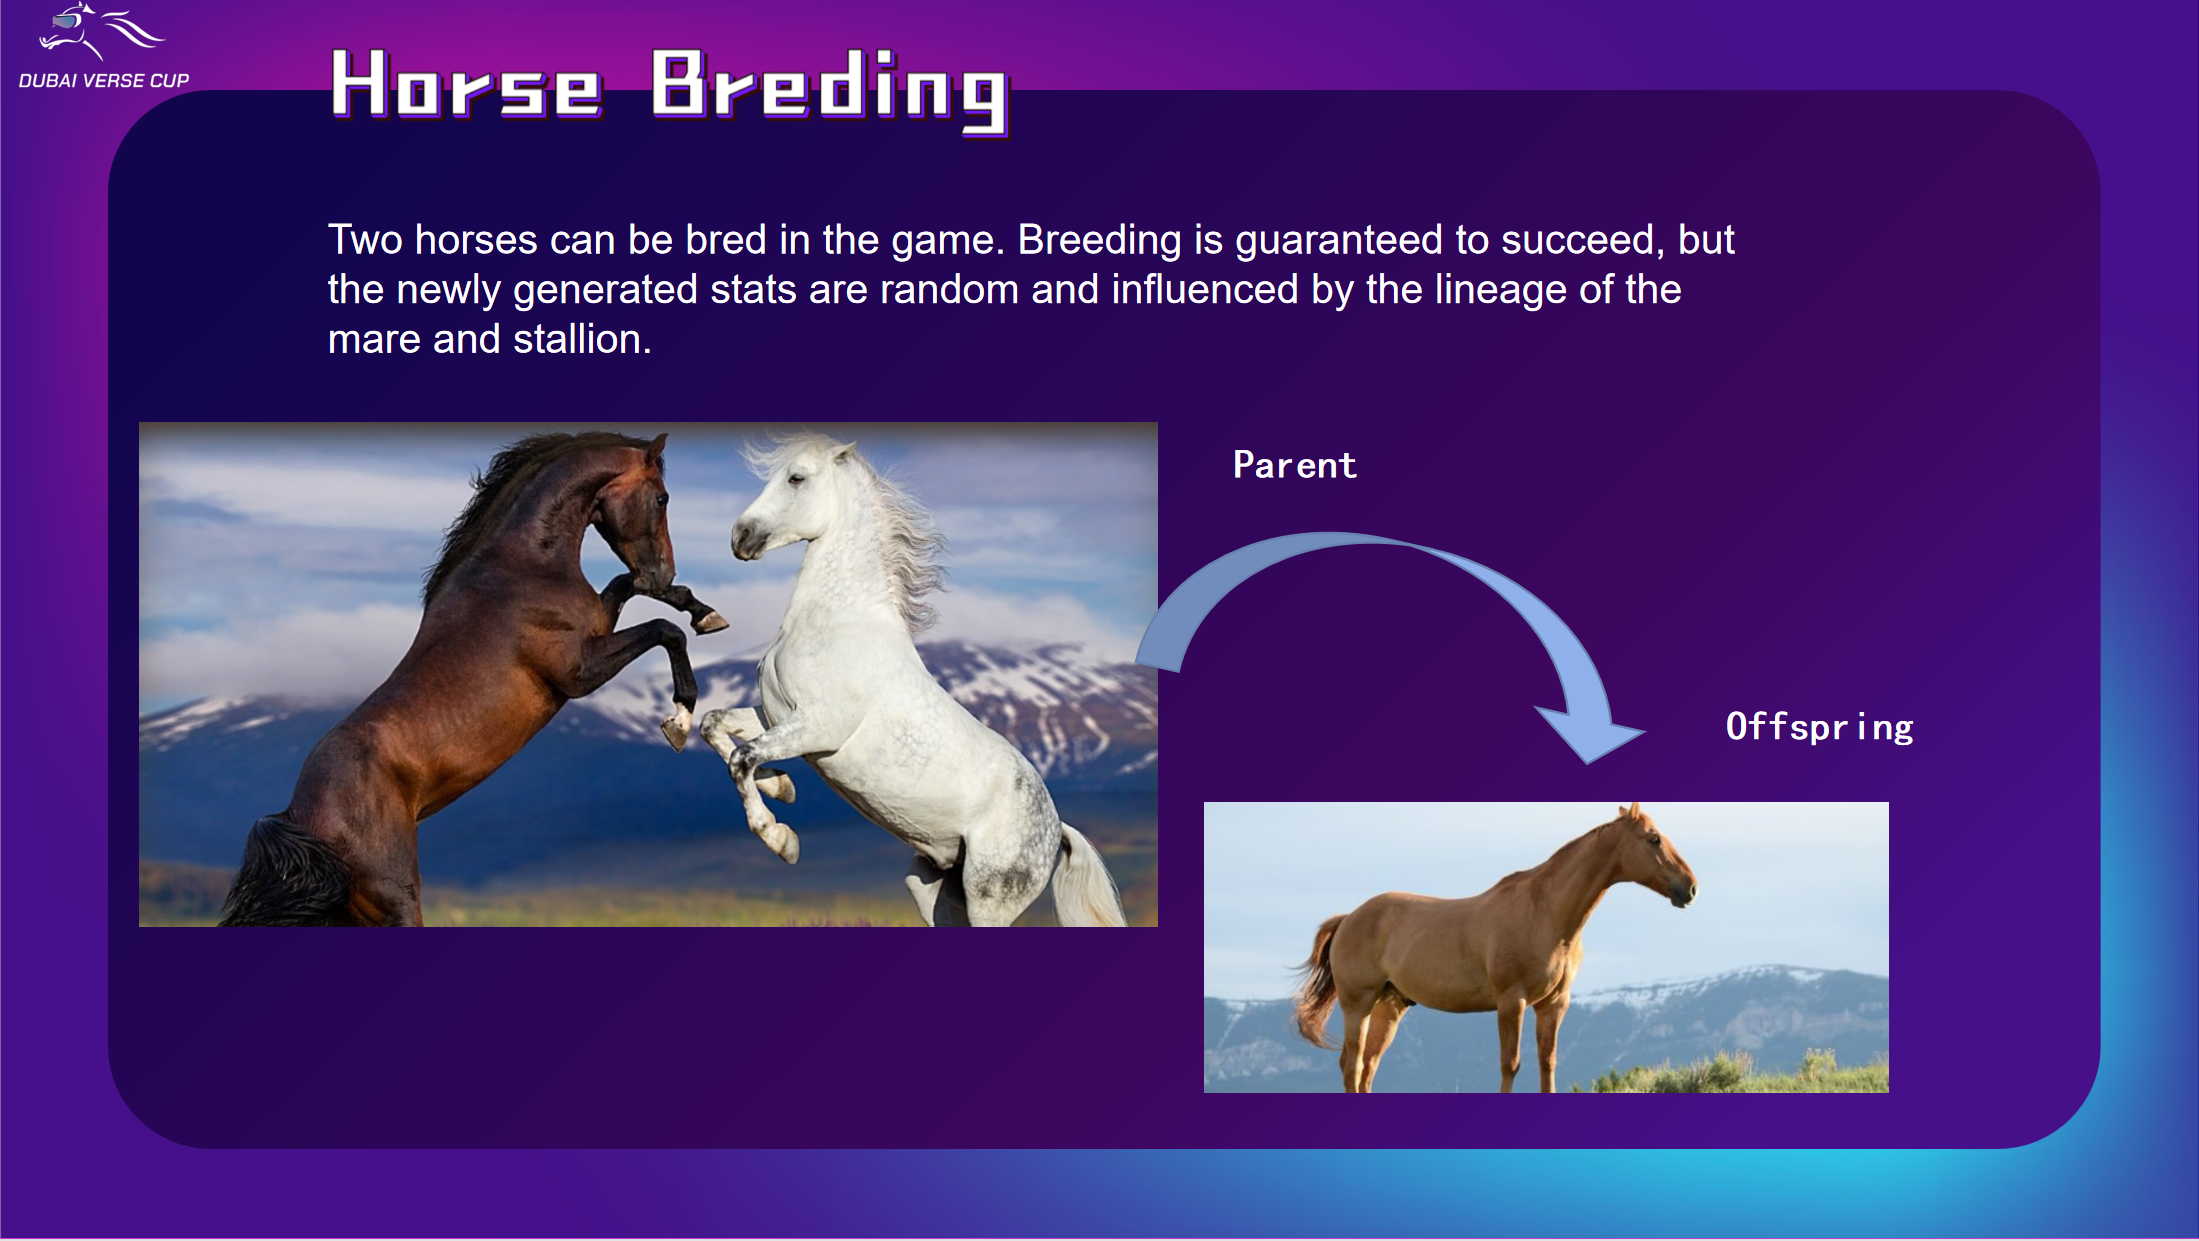 DUBAI VERSE CUP
Horse Breding
Two horses can be bred in the game. Breeding is guaranteed to succeed, but
the newly generated stats are random and influenced by the lineage of the
mare and stallion.
Parent
Offspring